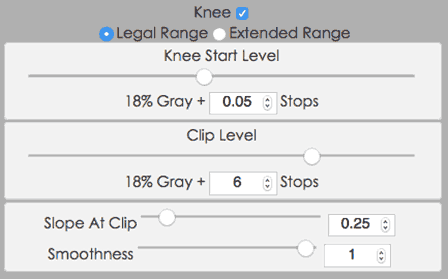 Knee
Legal Range Extended Range
Knee Start Level
18% Gray + 0.05 Stops
Clip Level
18% Gray + 6 Stops
Slope At Clip 0.25
Smoothness 1